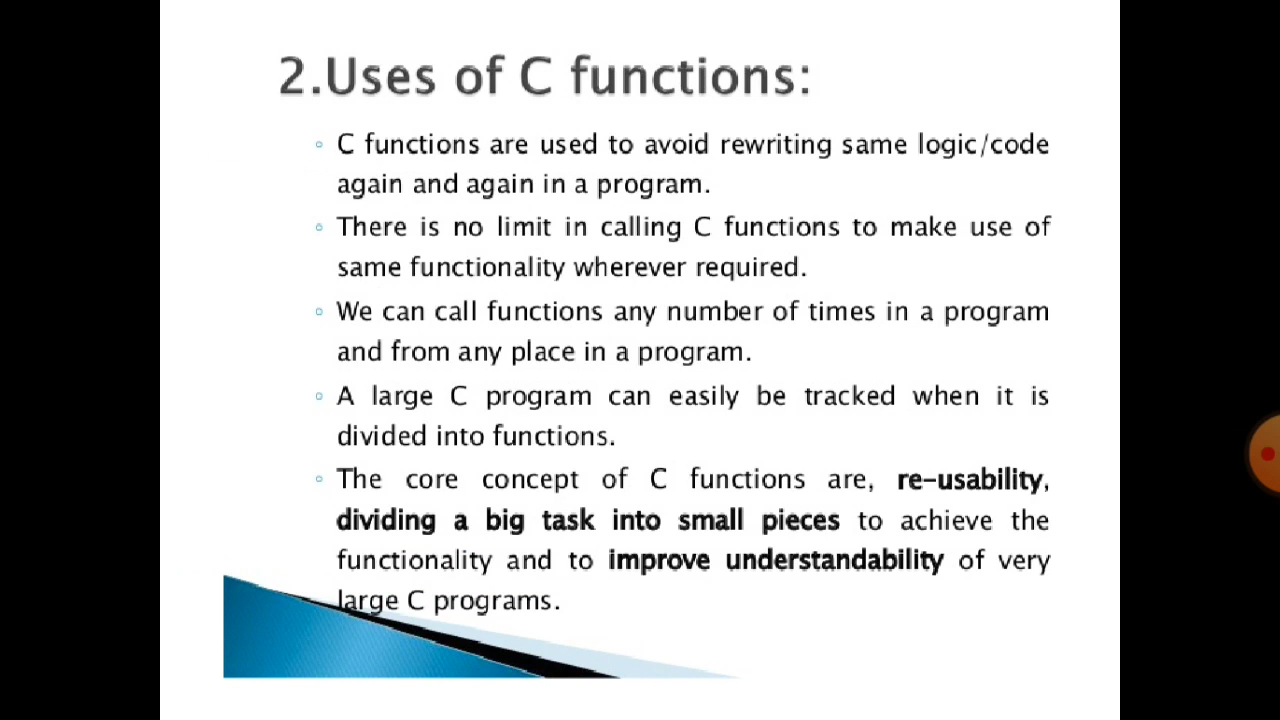 2.Uses of C functions:
◦ C functions are used to avoid rewriting same logic/code
again and again in a program.
◦ There is no limit in calling C functions to make use of
same functionality wherever required.
◦ We can call functions any number of times in a program
and from any place in a program.
◦ A large C program can easily be tracked when it is
divided into functions.
◦ The core concept of C functions are, re-usability,
dividing a big task into small pieces to achieve the
functionality and to improve understandability of very
large C programs.